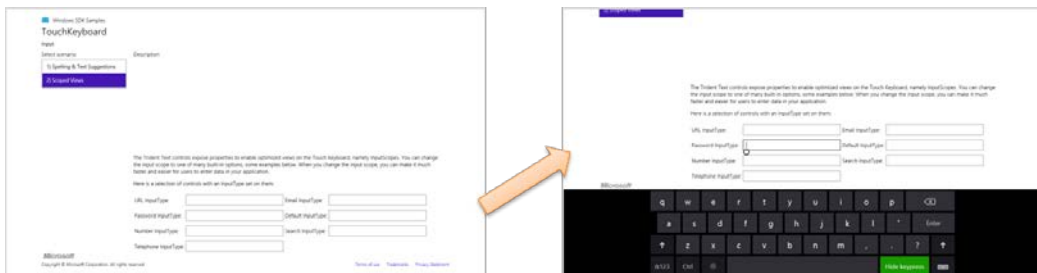 Windows SDK Samples
TouchKeyboard
Input
Select scenario
Description
1) Spelling & Text Suggestions
2) Scoped Views
The Trident Text controls expose properties to enable optimized views on the Touch Keyboard, namely InputScopes. You can change
the input scope to one of many built-in options, some examples below. When you change the input scope, you can make it much
faster and easier for users to enter data in your application.
Here is a selection of controls with an InputType set on them:
URL InputType:
Email InputType:
Password InputType:
Default InputType:
Number InputType:
Search InputType:
Telephone InputType:
Microsoft
Copyright © Microsoft Corporation. All rights reserved.
Terms of use Trademarks Privacy Statement
2) Scoped Views
The Trident Text controls expose properties to enable optimized views on the Touch Keyboard, namely InputScopes. You can change
the input scope to one of many built-in options, some examples below. When you change the input scope, you can make it much
faster and easier for users to enter data in your application.
Here is a selection of controls with an InputType set on them:
URL InputType:
Email InputType:
Password InputType:
Default InputType:
Number InputType:
Search InputType:
Telephone InputType:
Microsoft
q w e r t y u i o p
a s d f g h j k l ' Enter
z x c v b n m , . ?
&123 Ctrl Hide keypress